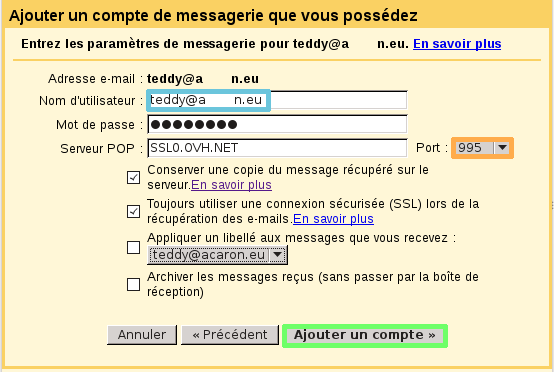 Ajouter un compte de messagerie que vous possédez
Entrez les paramètres de messagerie pour teddy@a n.eu. En savoir plus
Adresse e-mail : teddy@a n.eu
Nom d'utilisateur : teddy@a n.eu
Mot de passe : ●●●●●●●●
Serveur POP : SSL0.OVH.NET Port : 995
Conserver une copie du message récupéré sur le
serveur.En savoir plus
Toujours utiliser une connexion sécurisée (SSL) lors de la
récupération des e-mails.En savoir plus
Appliquer un libellé aux messages que vous recevez :
teddy@acaron.eu
Archiver les messages reçus (sans passer par la boîte de
réception)
Annuler « Précédent Ajouter un compte »